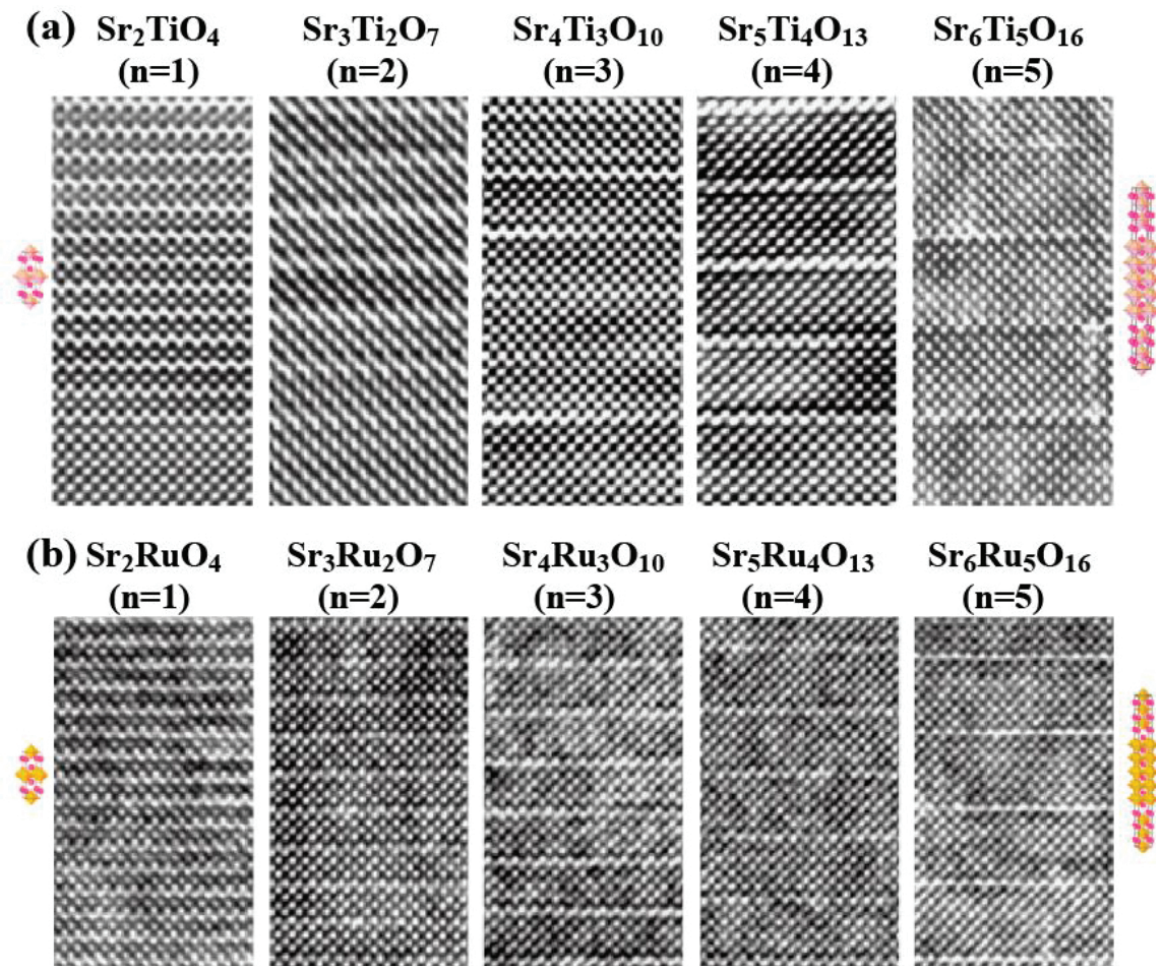 (a) Sr₂TiO₄ Sr₃Ti₂O₇ Sr₄Ti₃O₁₀ Sr₅Ti₄O₁₃ Sr₆Ti₅O₁₆
(n=1) (n=2) (n=3) (n=4) (n=5)
(b) Sr₂RuO₄ Sr₃Ru₂O₇ Sr₄Ru₃O₁₀ Sr₅Ru₄O₁₃ Sr₆Ru₅O₁₆
(n=1) (n=2) (n=3) (n=4) (n=5)